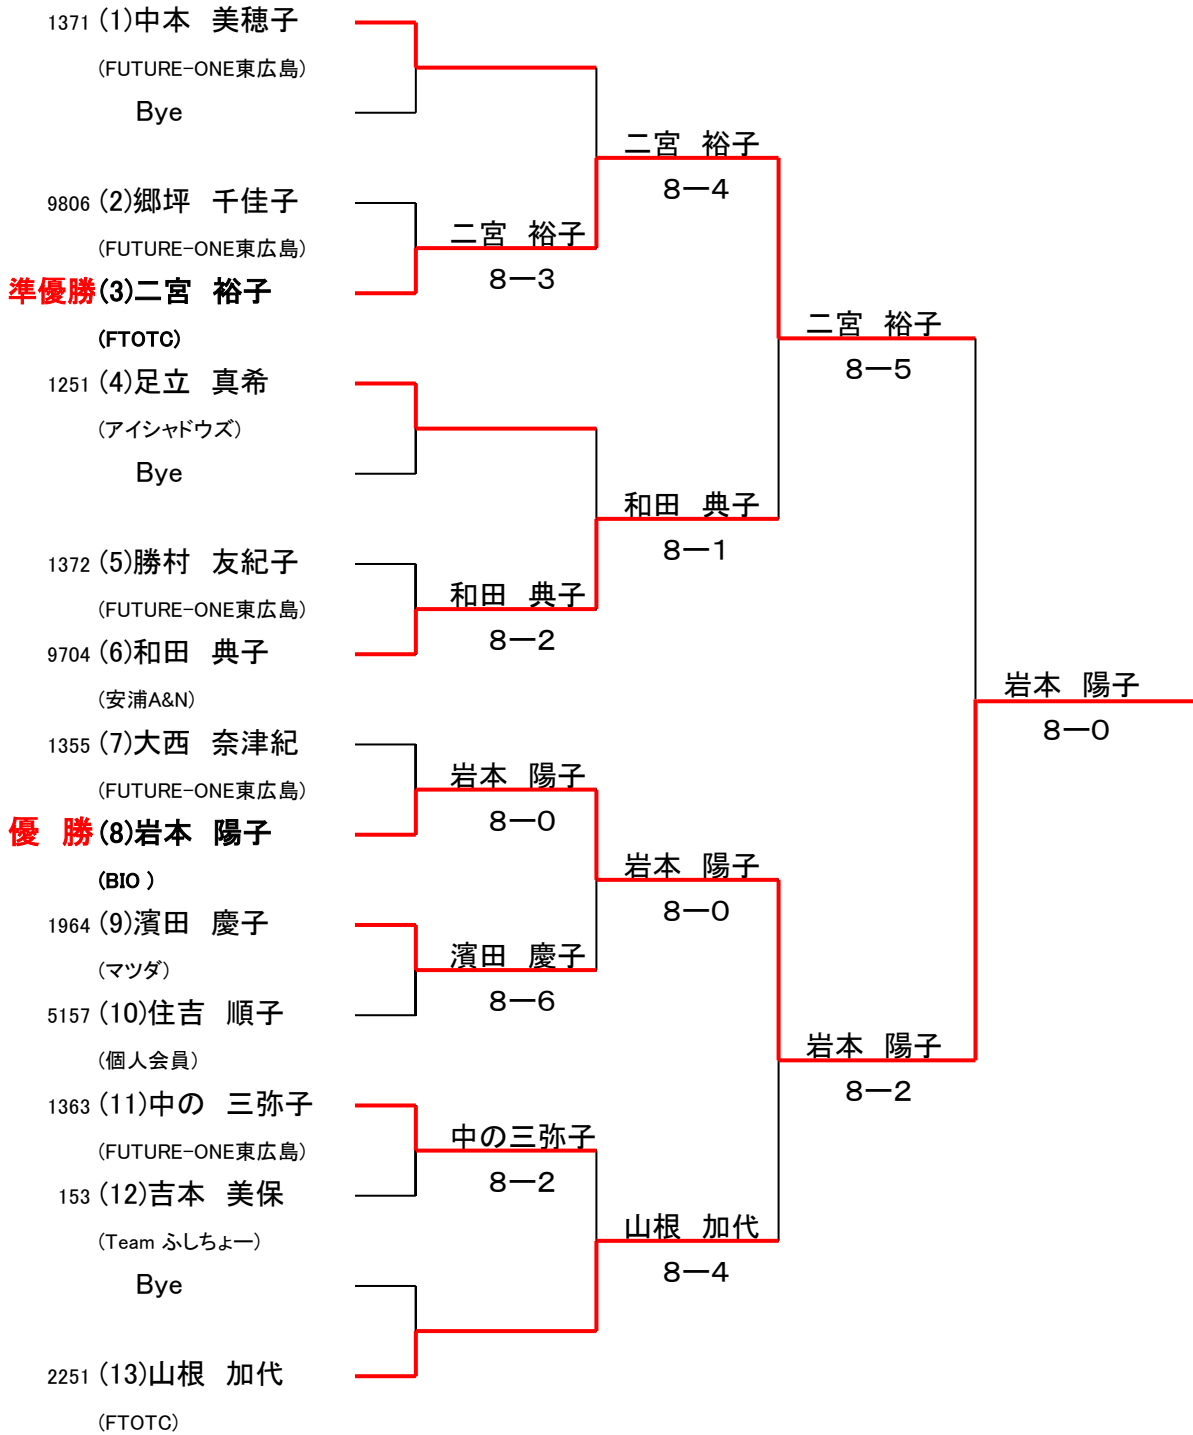 1371 (1)中本 美穂子
(FUTURE-ONE東広島)
Bye
二宮 裕子
8－4
9806 (2)郷坪 千佳子
二宮 裕子
(FUTURE-ONE東広島)
8－3
準優勝(3)二宮 裕子
二宮 裕子
(FTOTC)
8－5
1251 (4)足立 真希
(アイシャドウズ)
Bye
和田 典子
8－1
1372 (5)勝村 友紀子
和田 典子
(FUTURE-ONE東広島)
8－2
9704 (6)和田 典子
岩本 陽子
(安浦A&N)
8－0
1355 (7)大西 奈津紀
岩本 陽子
(FUTURE-ONE東広島)
8－0
優 勝(8)岩本 陽子
岩本 陽子
(BIO )
8－0
1964 (9)濱田 慶子
濱田 慶子
(マツダ)
8－6
5157 (10)住吉 順子
岩本 陽子
(個人会員)
8－2
1363 (11)中の 三弥子
中の三弥子
(FUTURE-ONE東広島)
8－2
153 (12)吉本 美保
山根 加代
(Team ふしちょー)
8－4
Bye
2251 (13)山根 加代
(FTOTC)